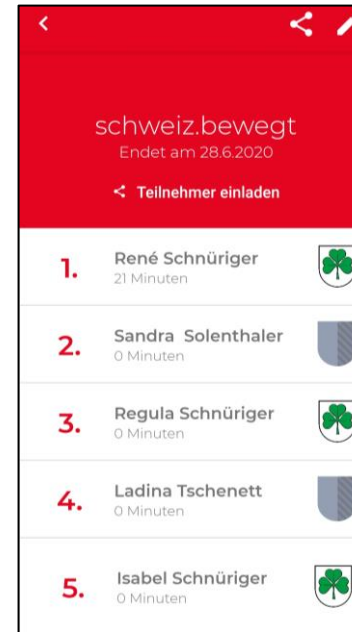 schweiz.bewegt
Endet am 28.6.2020
Teilnehmer einladen
1. René Schnüriger
21 Minuten
2. Sandra Solenthaler
0 Minuten
3. Regula Schnüriger
0 Minuten
4. Ladina Tschenett
0 Minuten
5. Isabel Schnüriger
0 Minuten